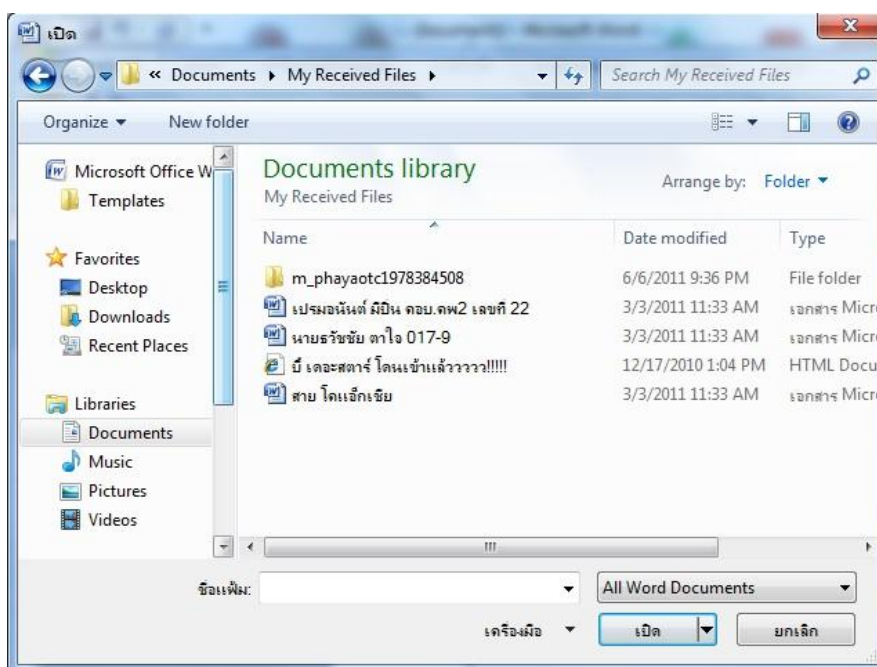 เปิด
« Documents ▸ My Received Files ▸
Search My Received Files
Organize ▾ New folder
Microsoft Office W
Templates
Favorites
Desktop
Downloads
Recent Places
Libraries
Documents
Music
Pictures
Videos
Documents library
My Received Files
Arrange by: Folder ▾
Name Date modified Type
m_phayaotc1978384508 6/6/2011 9:36 PM File folder
เปรมอนันต์ มีปิ่น คอบ.คพ2 เลขที่ 22 3/3/2011 11:33 AM เอกสาร Micr
นายธวัชชัย ตาใจ 017-9 3/3/2011 11:33 AM เอกสาร Micr
บี้ เดอะสตาร์ โดนเข้าแล้ววววว!!!!! 12/17/2010 1:04 PM HTML Docu
สาย โคแอ็กเชีย 3/3/2011 11:33 AM เอกสาร Micr
ชื่อแฟ้ม: All Word Documents
เครื่องมือ เปิด ยกเลิก